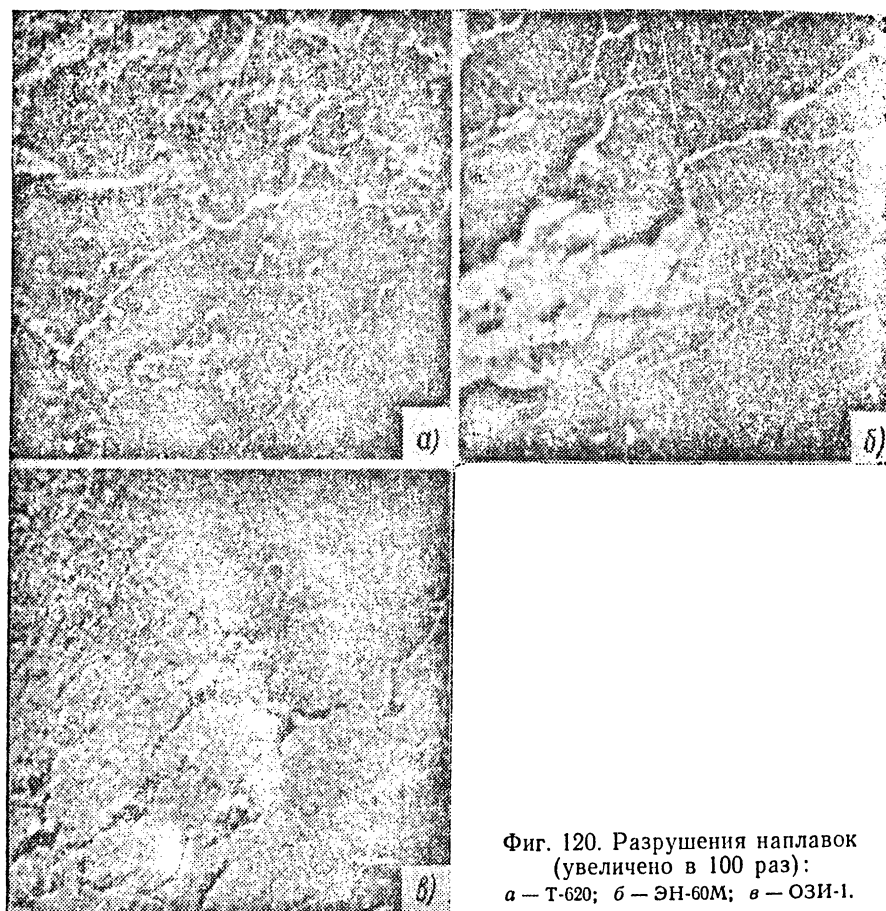 а)
б)
в)
Фиг. 120. Разрушения наплавок
(увеличено в 100 раз):
а — Т-620; б — ЭН-60М; в — ОЗИ-1.